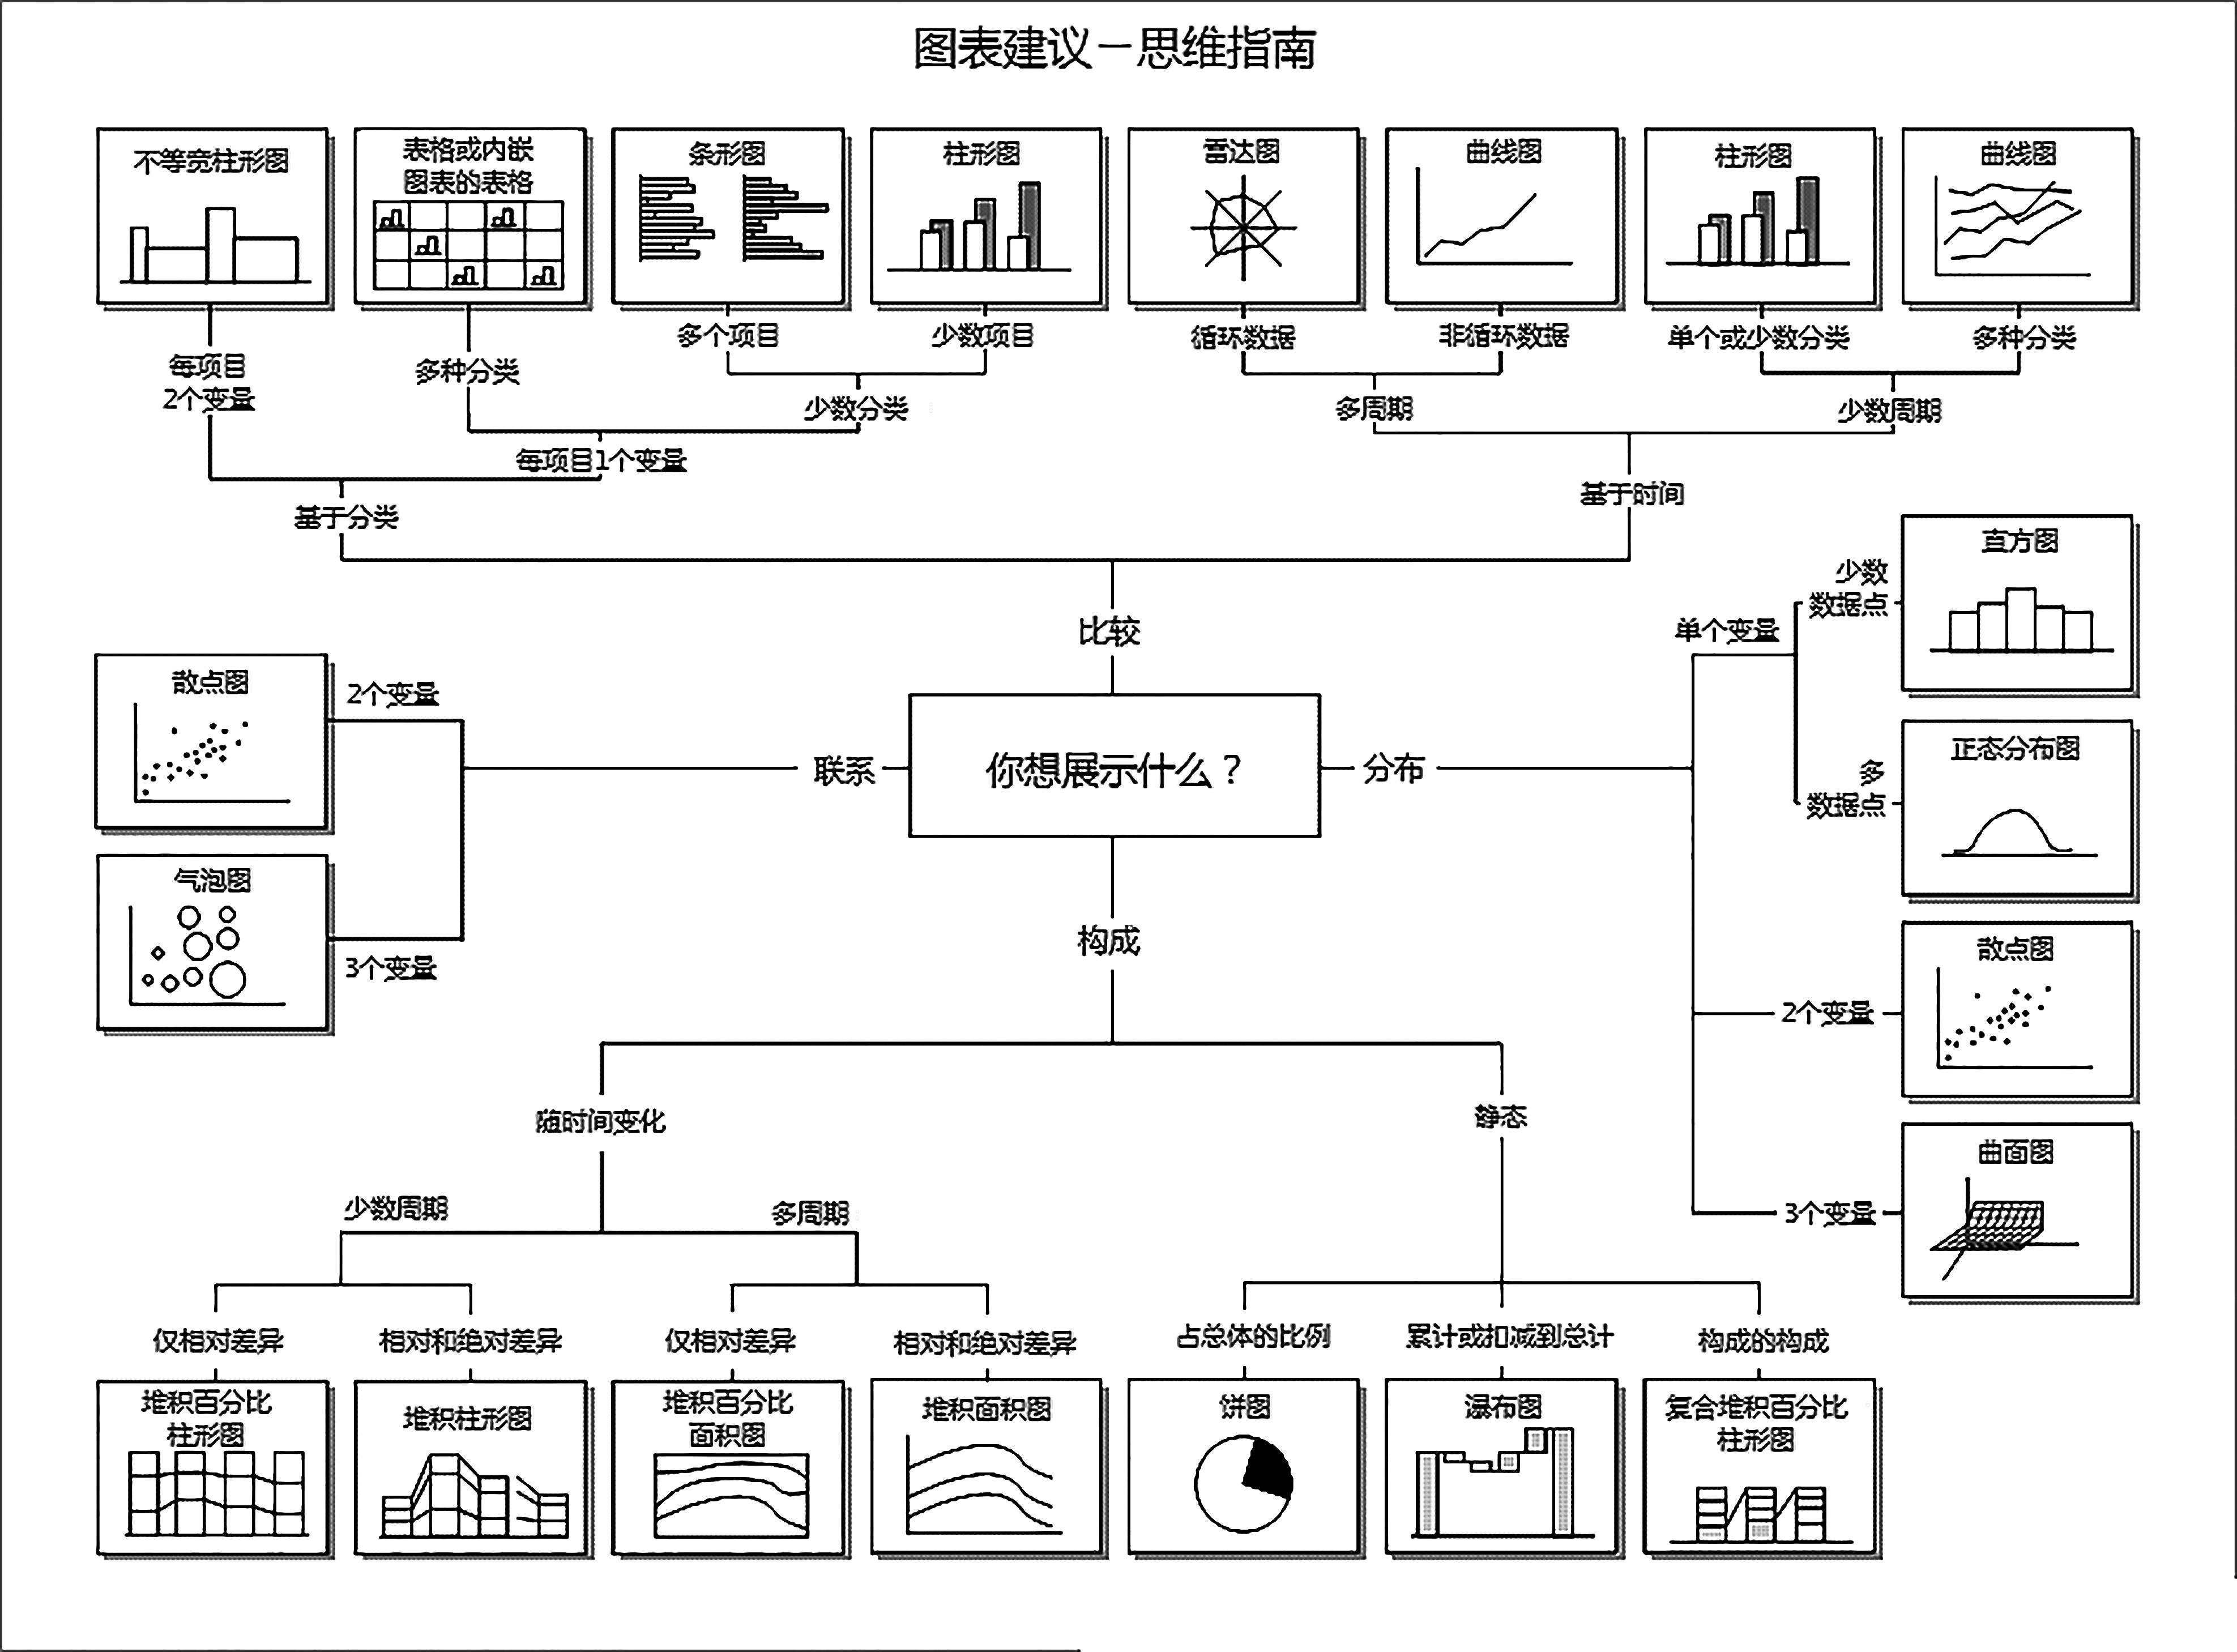 图表建议－思维指南
不等宽柱形图
表格或内嵌
图表的表格
条形图
柱形图
雷达图
曲线图
柱形图
曲线图
每项目
2个变量
多种分类
多个项目
少数项目
循环数据
非循环数据
单个或少数分类
多种分类
少数分类
多周期
少数周期
每项目1个变量
基于分类
基于时间
比较
你想展示什么？
联系
2个变量
散点图
3个变量
气泡图
分布
单个变量
少数
数据点
直方图
多
数据点
正态分布图
2个变量
散点图
3个变量
曲面图
构成
随时间变化
静态
少数周期
多周期
仅相对差异
相对和绝对差异
仅相对差异
相对和绝对差异
占总体的比例
累计或扣减到总计
构成的构成
堆积百分比
柱形图
堆积柱形图
堆积百分比
面积图
堆积面积图
饼图
瀑布图
复合堆积百分比
柱形图